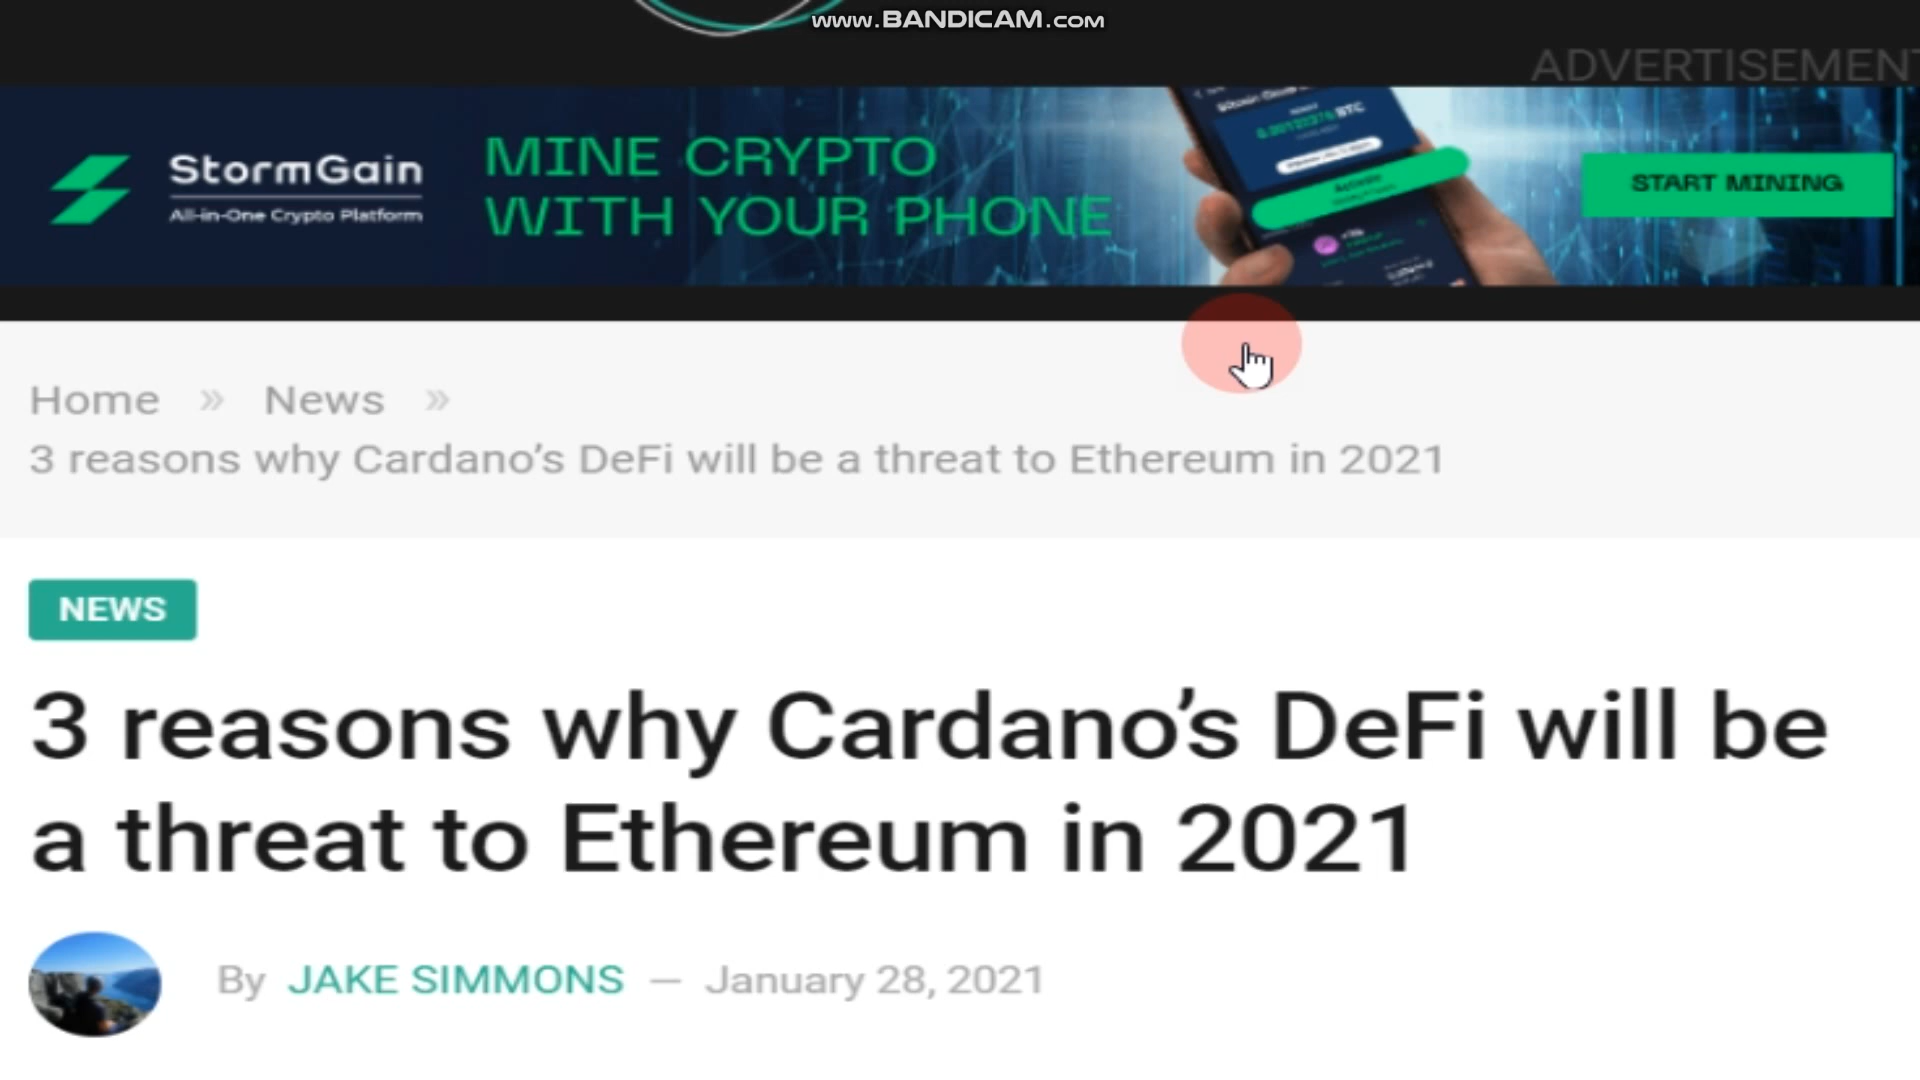 www.BANDICAM.com
ADVERTISEMENT
StormGain
All-in-One Crypto Platform
MINE CRYPTO
WITH YOUR PHONE
BTC
START MINING
Home » News »
3 reasons why Cardano’s DeFi will be a threat to Ethereum in 2021
NEWS
3 reasons why Cardano’s DeFi will be
a threat to Ethereum in 2021
By JAKE SIMMONS — January 28, 2021